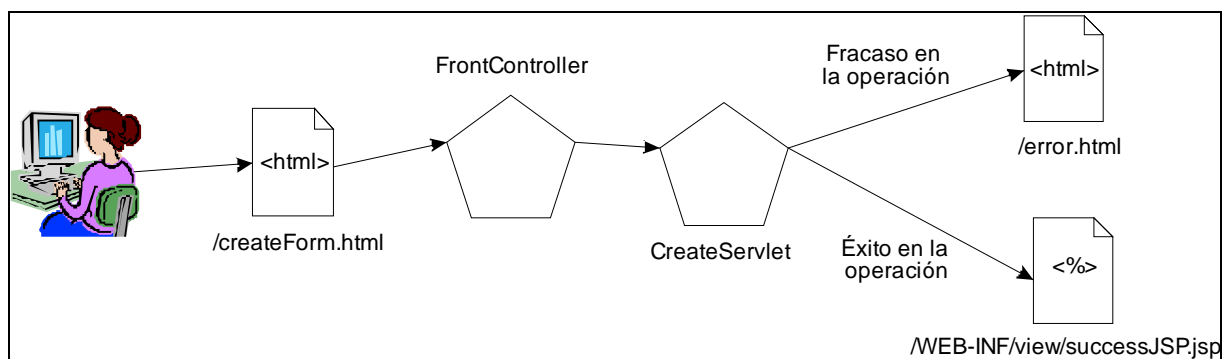 <html>
/createForm.html
FrontController
CreateServlet
Fracaso en
la operación
<html>
/error.html
Éxito en la
operación
<%>
/WEB-INF/view/successJSP.jsp